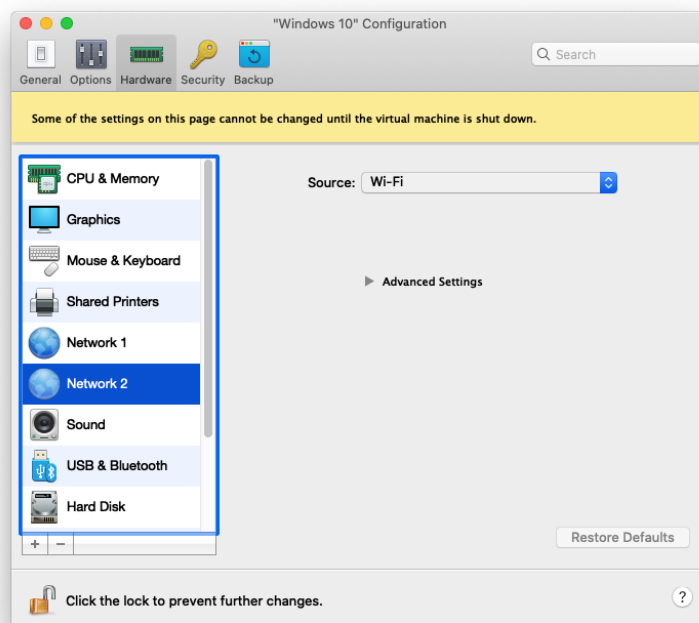 "Windows 10" Configuration
General Options Hardware Security Backup
Search
Some of the settings on this page cannot be changed until the virtual machine is shut down.
CPU & Memory
Graphics
Mouse & Keyboard
Shared Printers
Network 1
Network 2
Sound
USB & Bluetooth
Hard Disk
+ −
Source: Wi-Fi
Advanced Settings
Restore Defaults
Click the lock to prevent further changes.
?